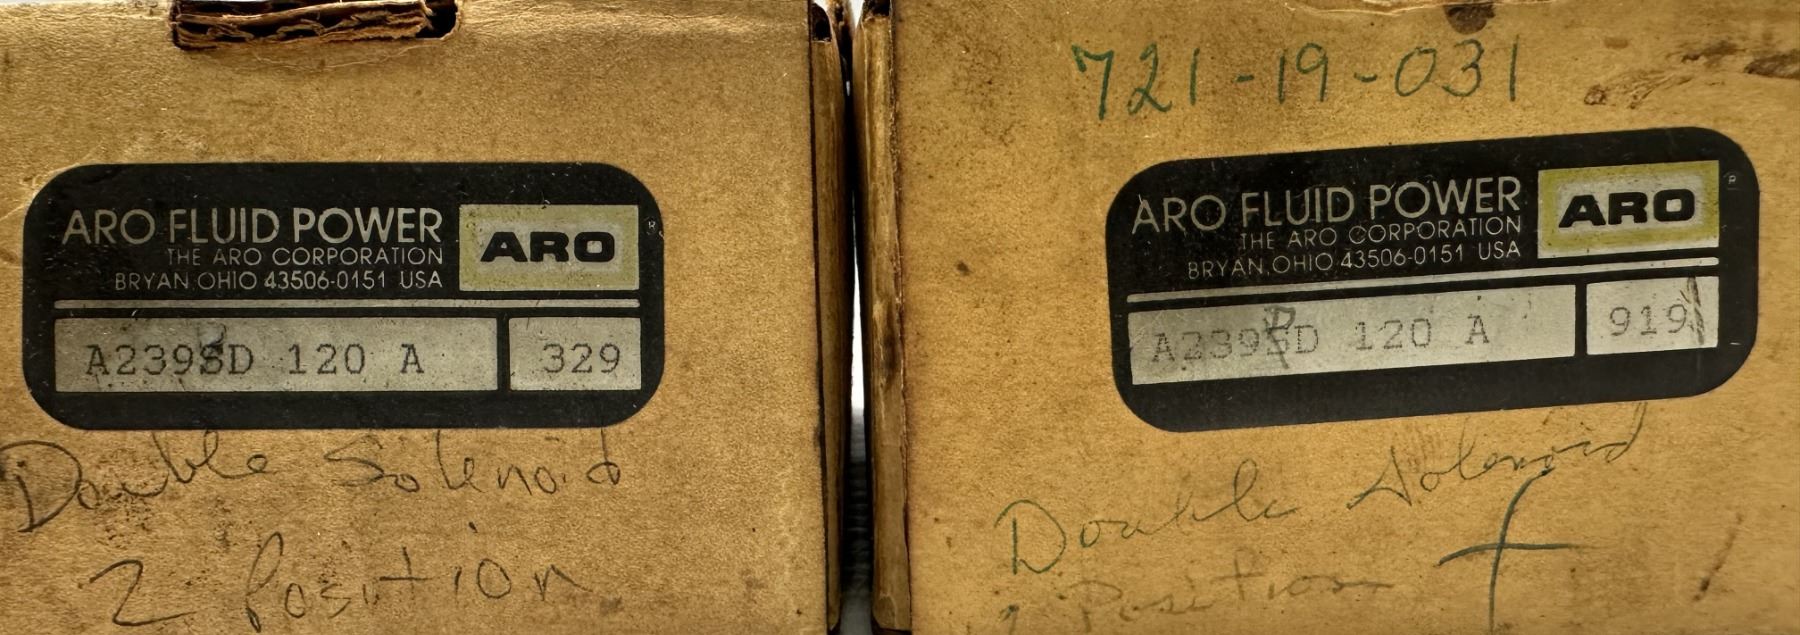 ARO FLUID POWER
THE ARO CORPORATION
BRYAN, OHIO 43506-0151 USA
ARO
A239SD 120 A
329
Double Solenoid
2 Position
721-19-031
ARO FLUID POWER
THE ARO CORPORATION
BRYAN, OHIO 43506-0151 USA
ARO
A239SD 120 A
919
Double Solenoid
2 Position